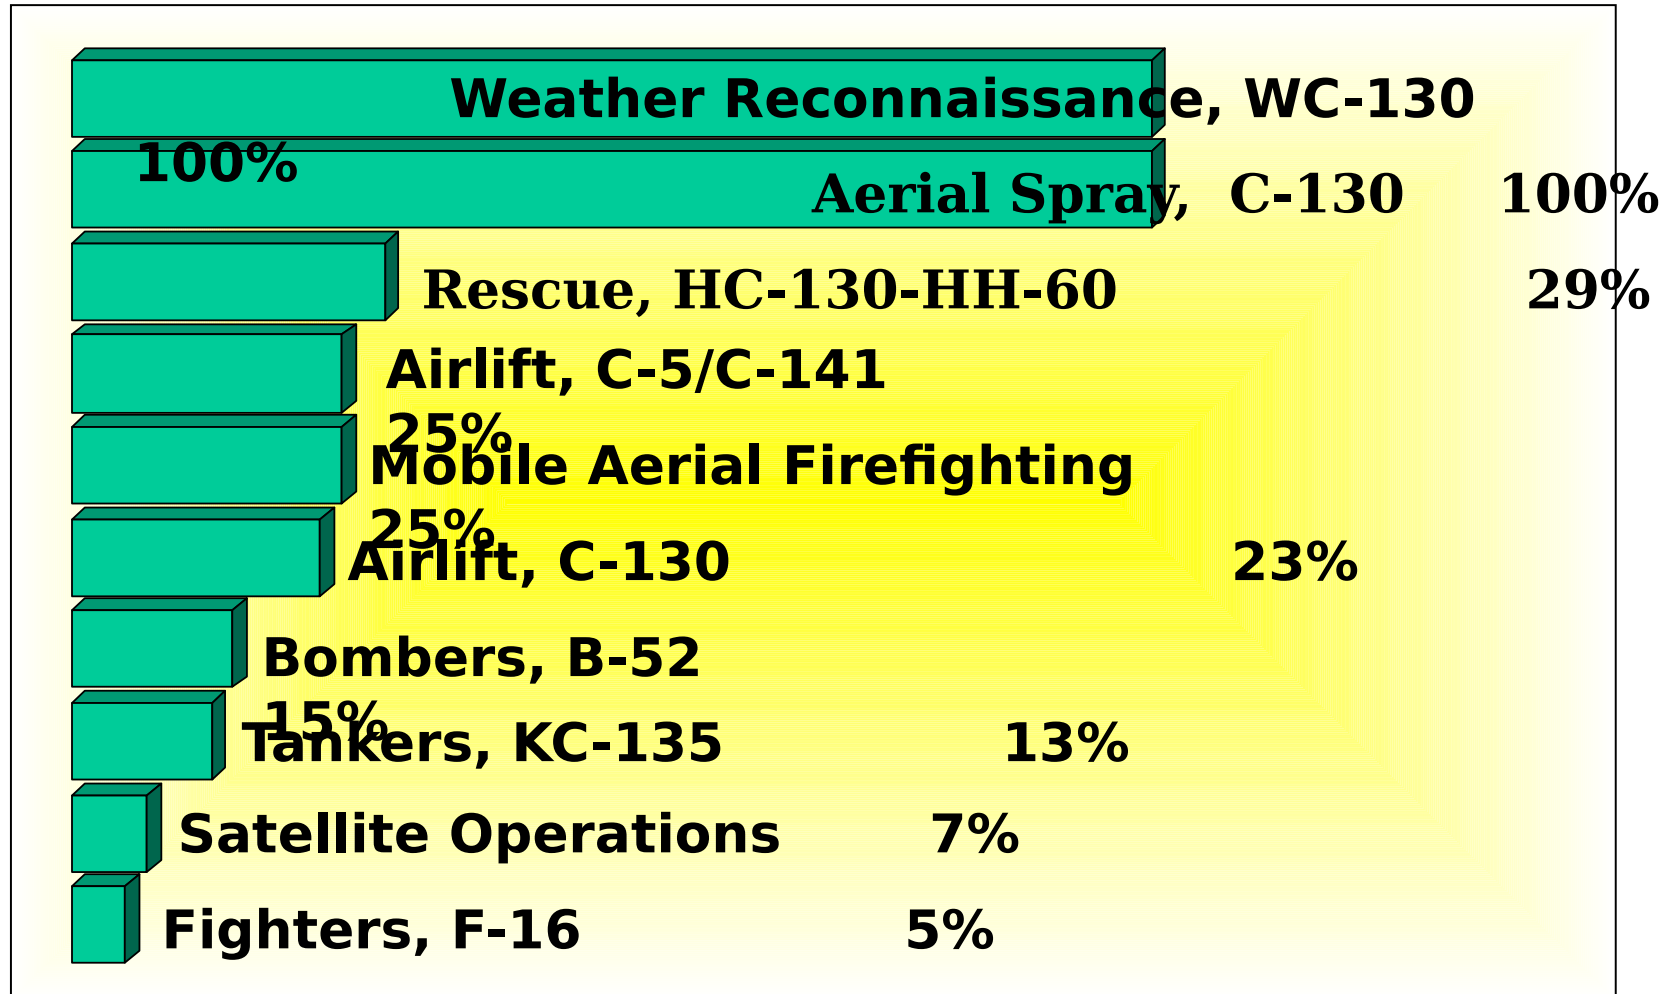 Weather Reconnaissance, WC-130
100%
Aerial Spray, C-130 100%
Rescue, HC-130-HH-60 29%
Airlift, C-5/C-141
25%
Mobile Aerial Firefighting
25%
Airlift, C-130 23%
Bombers, B-52
15%
Tankers, KC-135 13%
Satellite Operations 7%
Fighters, F-16 5%